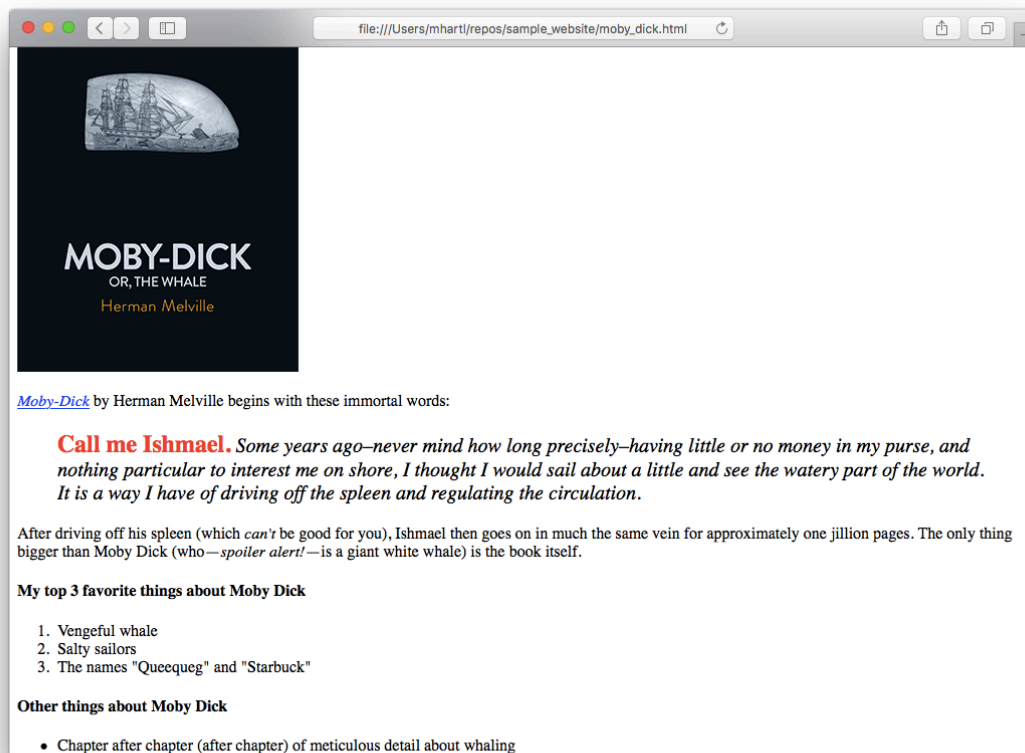 file:///Users/mhartl/repos/sample_website/moby_dick.html
MOBY-DICK
OR, THE WHALE
Herman Melville
Moby-Dick by Herman Melville begins with these immortal words:
Call me Ishmael. Some years ago–never mind how long precisely–having little or no money in my purse, and
nothing particular to interest me on shore, I thought I would sail about a little and see the watery part of the world.
It is a way I have of driving off the spleen and regulating the circulation.
After driving off his spleen (which can't be good for you), Ishmael then goes on in much the same vein for approximately one jillion pages. The only thing
bigger than Moby Dick (who—spoiler alert!—is a giant white whale) is the book itself.
My top 3 favorite things about Moby Dick
1. Vengeful whale
2. Salty sailors
3. The names "Queequeg" and "Starbuck"
Other things about Moby Dick
• Chapter after chapter (after chapter) of meticulous detail about whaling